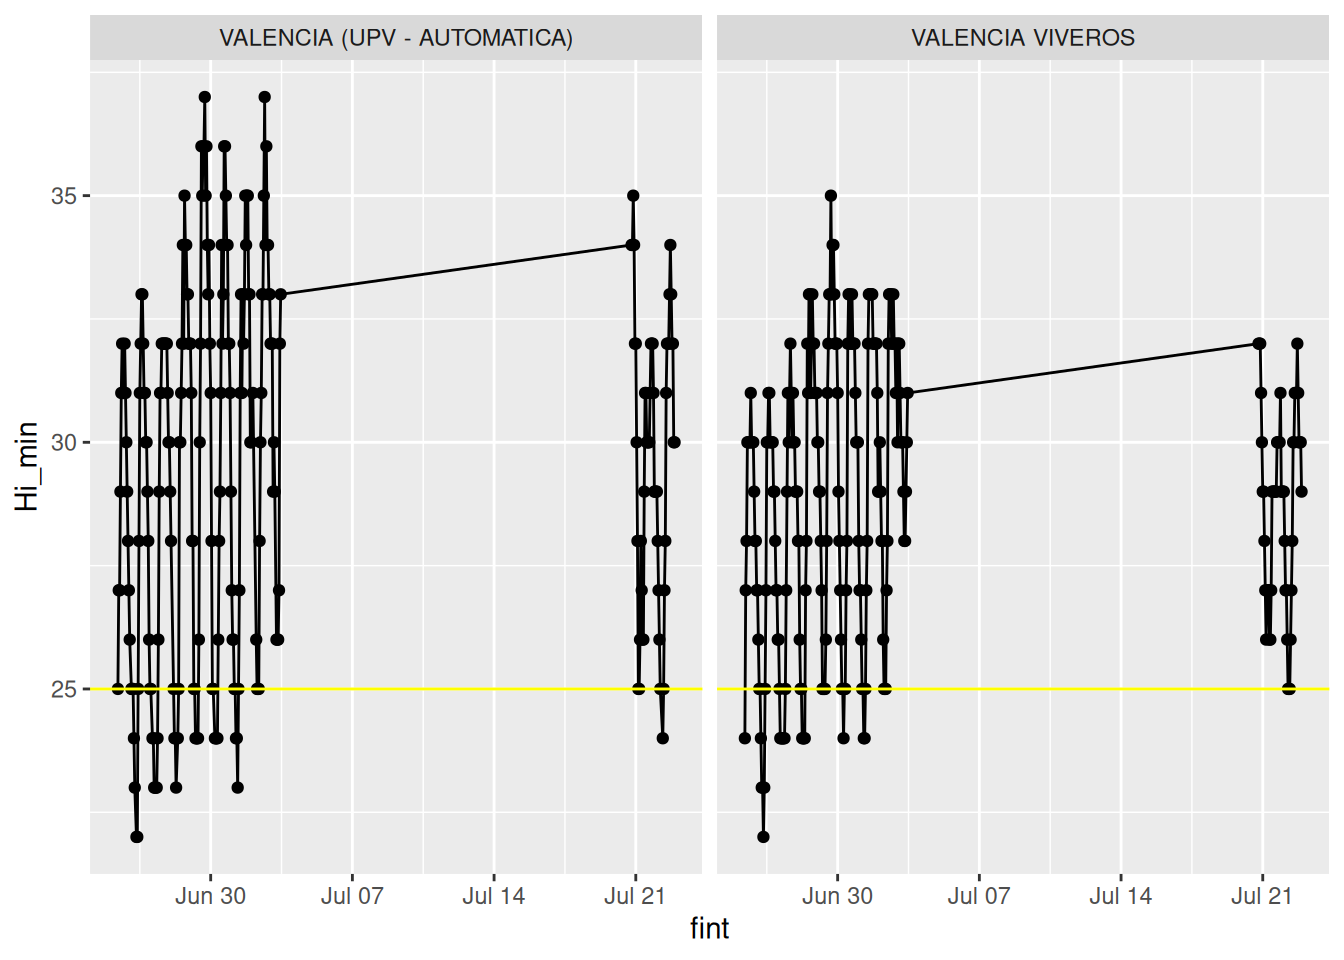 VALENCIA (UPV - AUTOMATICA)
VALENCIA VIVEROS
Hi_min
35
30
25
Jun 30
Jul 07
Jul 14
Jul 21
Jun 30
Jul 07
Jul 14
Jul 21
fint